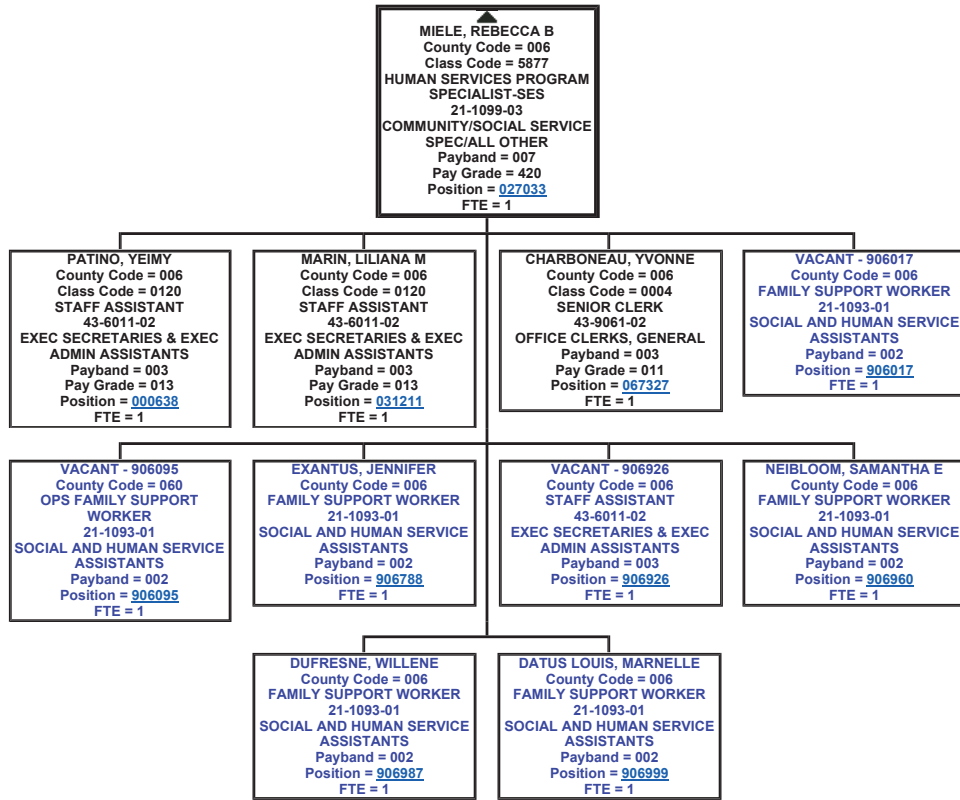 MIELE, REBECCA B
County Code = 006
Class Code = 5877
HUMAN SERVICES PROGRAM
SPECIALIST-SES
21-1099-03
COMMUNITY/SOCIAL SERVICE
SPEC/ALL OTHER
Payband = 007
Pay Grade = 420
Position = 027033
FTE = 1
PATINO, YEIMY
County Code = 006
Class Code = 0120
STAFF ASSISTANT
43-6011-02
EXEC SECRETARIES & EXEC
ADMIN ASSISTANTS
Payband = 003
Pay Grade = 013
Position = 000638
FTE = 1
MARIN, LILIANA M
County Code = 006
Class Code = 0120
STAFF ASSISTANT
43-6011-02
EXEC SECRETARIES & EXEC
ADMIN ASSISTANTS
Payband = 003
Pay Grade = 013
Position = 031211
FTE = 1
CHARBONEAU, YVONNE
County Code = 006
Class Code = 0004
SENIOR CLERK
43-9061-02
OFFICE CLERKS, GENERAL
Payband = 003
Pay Grade = 011
Position = 067327
FTE = 1
VACANT - 906017
County Code = 006
FAMILY SUPPORT WORKER
21-1093-01
SOCIAL AND HUMAN SERVICE
ASSISTANTS
Payband = 002
Position = 906017
FTE = 1
VACANT - 906095
County Code = 060
OPS FAMILY SUPPORT
WORKER
21-1093-01
SOCIAL AND HUMAN SERVICE
ASSISTANTS
Payband = 002
Position = 906095
FTE = 1
EXANTUS, JENNIFER
County Code = 006
FAMILY SUPPORT WORKER
21-1093-01
SOCIAL AND HUMAN SERVICE
ASSISTANTS
Payband = 002
Position = 906788
FTE = 1
VACANT - 906926
County Code = 006
STAFF ASSISTANT
43-6011-02
EXEC SECRETARIES & EXEC
ADMIN ASSISTANTS
Payband = 003
Position = 906926
FTE = 1
NEIBLOOM, SAMANTHA E
County Code = 006
FAMILY SUPPORT WORKER
21-1093-01
SOCIAL AND HUMAN SERVICE
ASSISTANTS
Payband = 002
Position = 906960
FTE = 1
DUFRESNE, WILLENE
County Code = 006
FAMILY SUPPORT WORKER
21-1093-01
SOCIAL AND HUMAN SERVICE
ASSISTANTS
Payband = 002
Position = 906987
FTE = 1
DATUS LOUIS, MARNELLE
County Code = 006
FAMILY SUPPORT WORKER
21-1093-01
SOCIAL AND HUMAN SERVICE
ASSISTANTS
Payband = 002
Position = 906999
FTE = 1